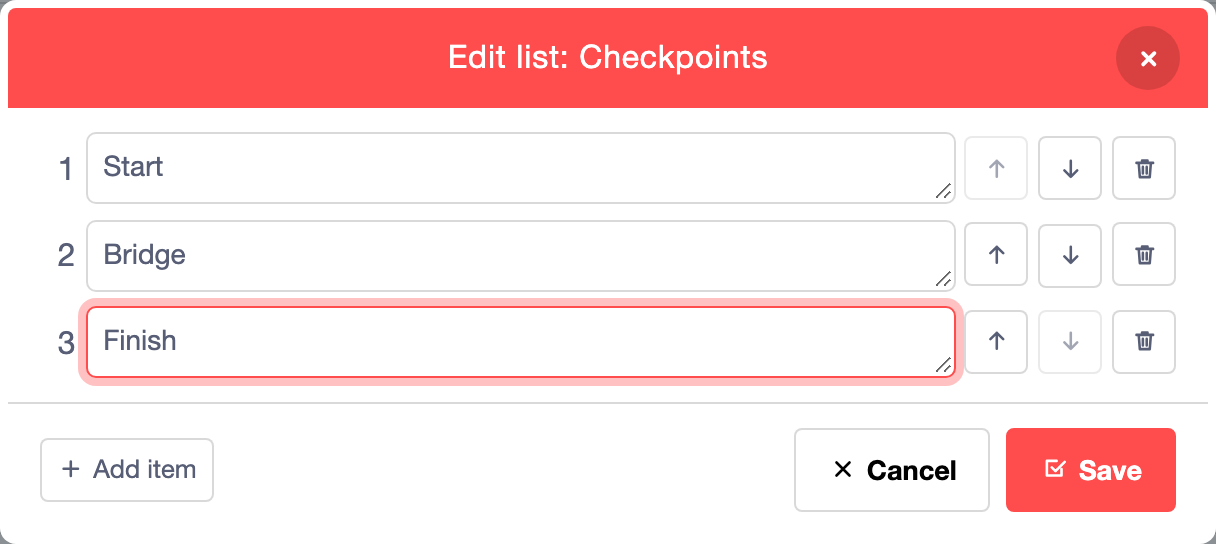 Edit list: Checkpoints
1 Start
2 Bridge
3 Finish
Add item
Cancel
Save